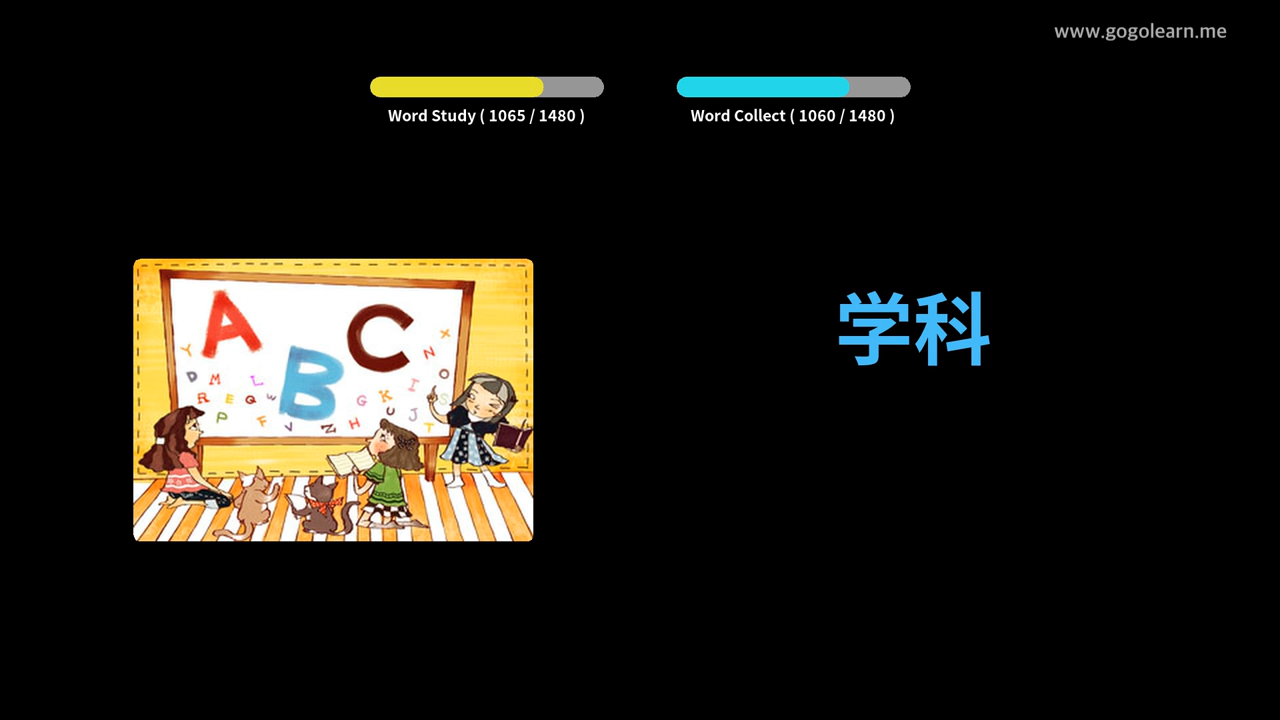 www.gogolearn.me
Word Study ( 1065 / 1480 )
Word Collect ( 1060 / 1480 )
学科
A
B
C
Y
X
N
D M L
O
I
R E Q W
G K
S
P
F
V
Z
H
U
J
T